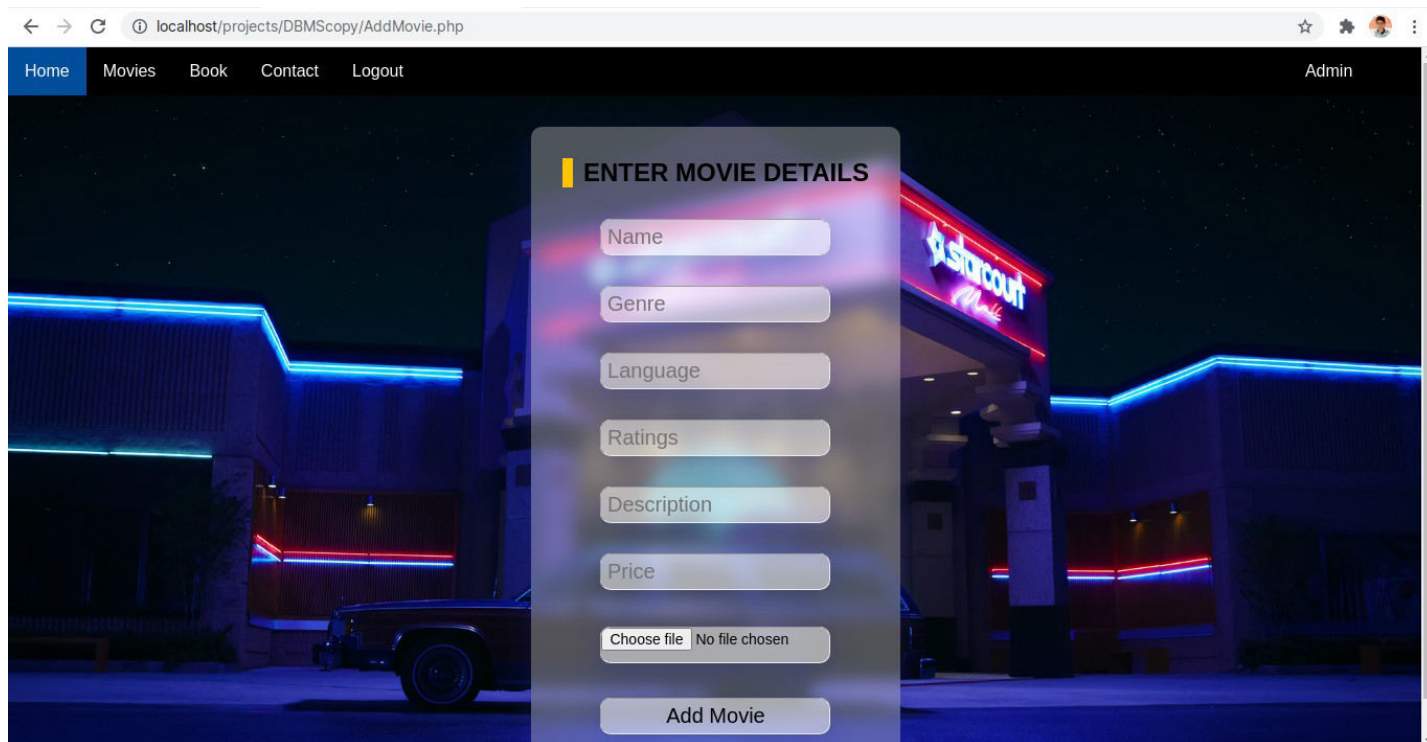 localhost/projects/DBMScopy/AddMovie.php
Home Movies Book Contact Logout Admin
ENTER MOVIE DETAILS
Name
starcourt
Mall
Genre
Language
Ratings
Description
Price
Choose file No file chosen
Add Movie